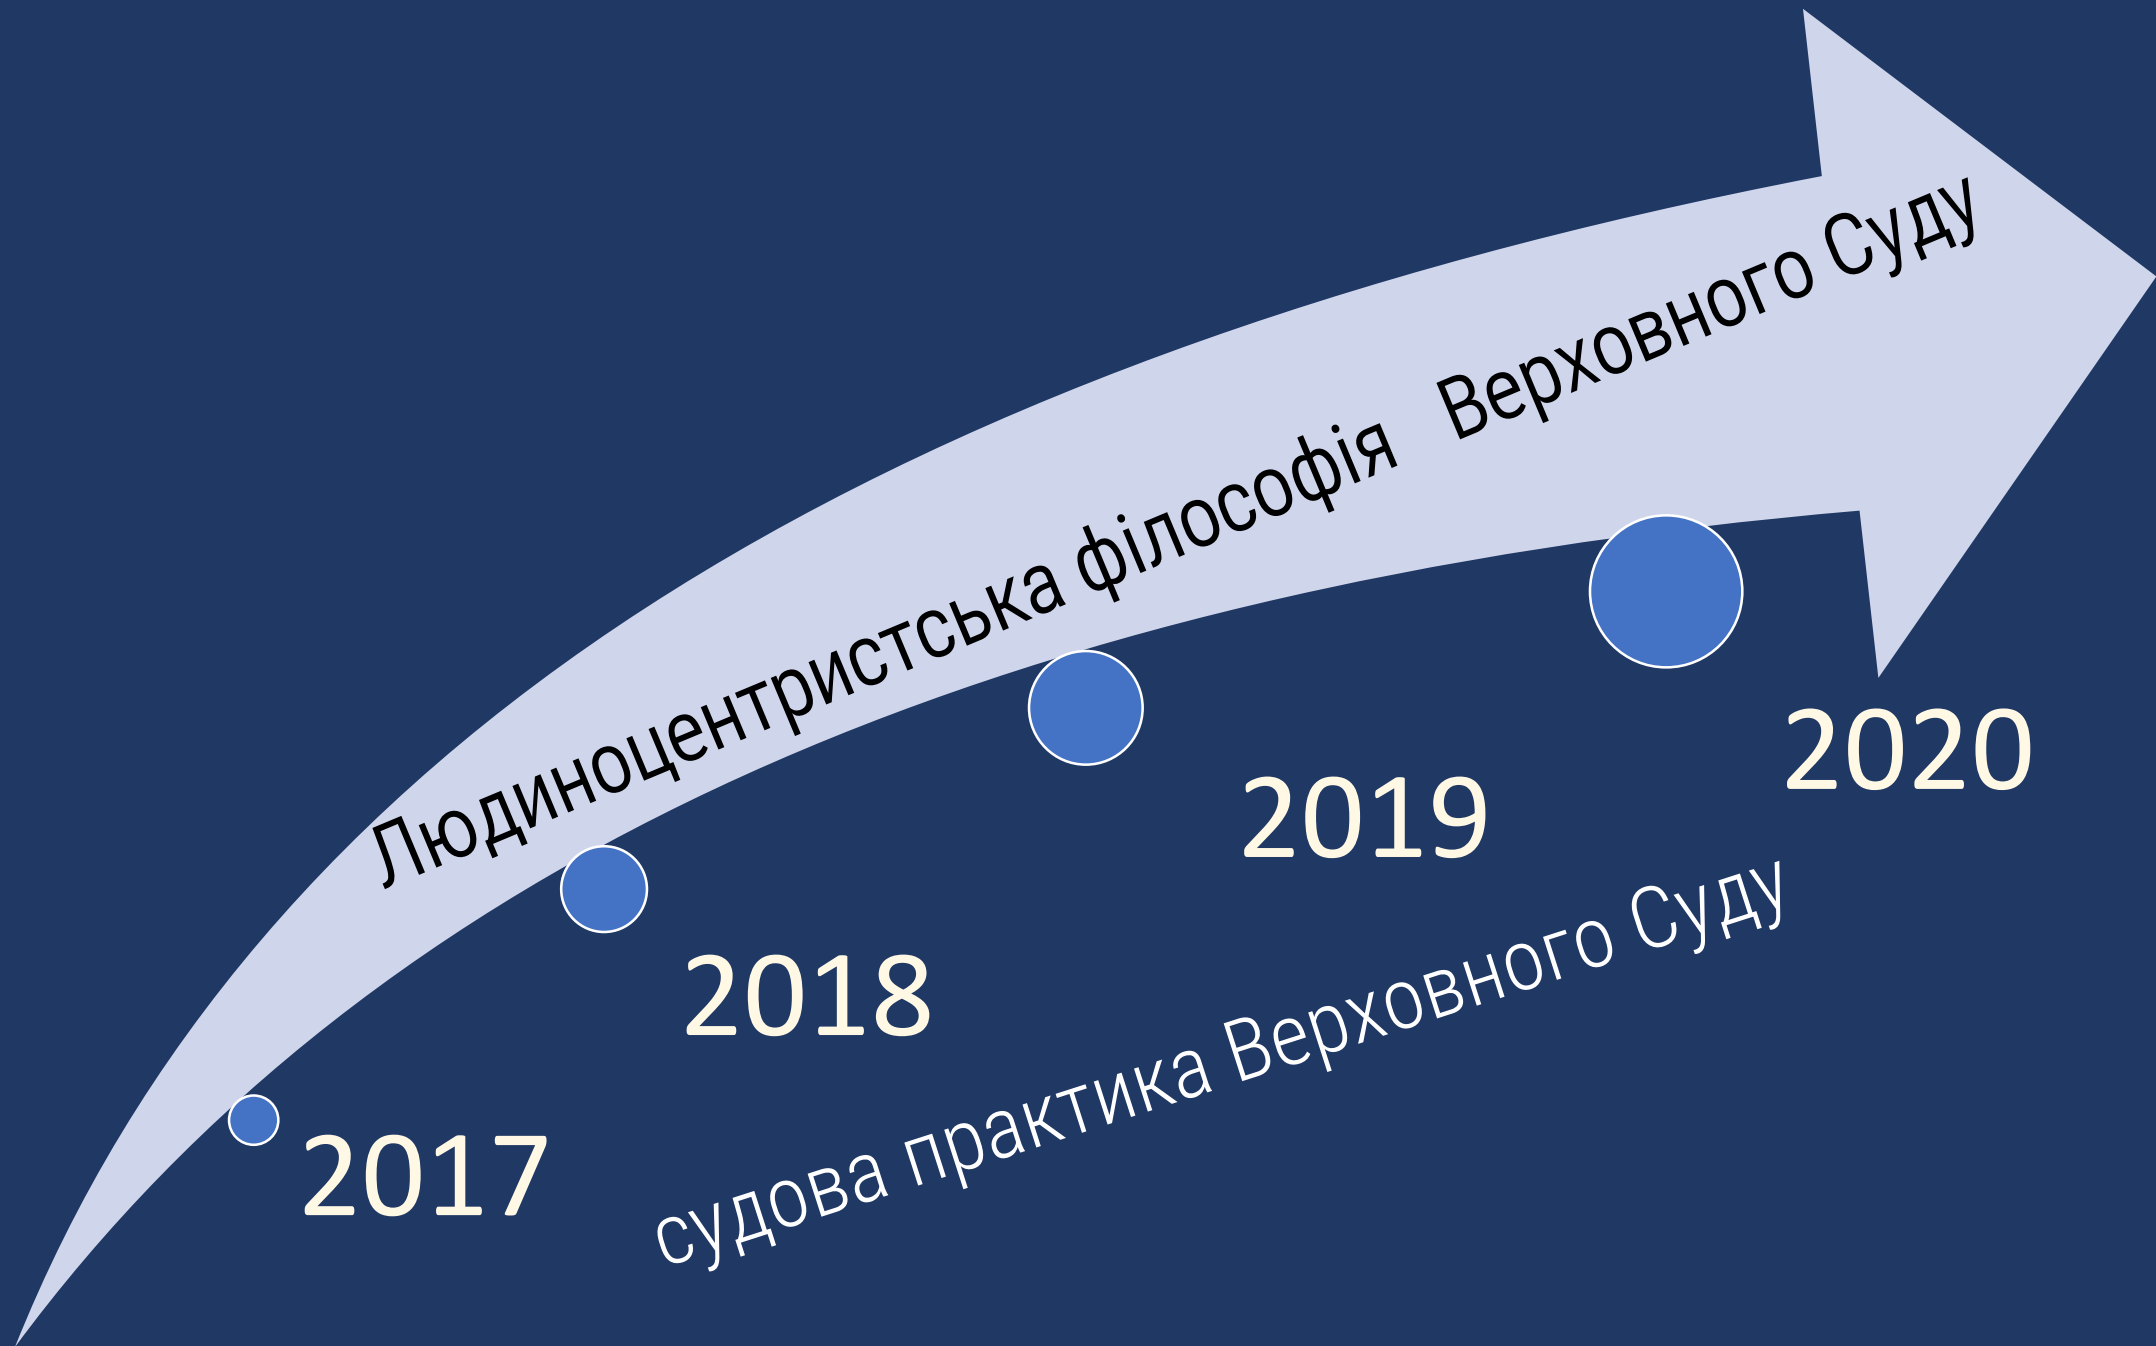 Людиноцентристська філософія Верховного Суду
2017
2018
2019
2020
судова практика Верховного Суду